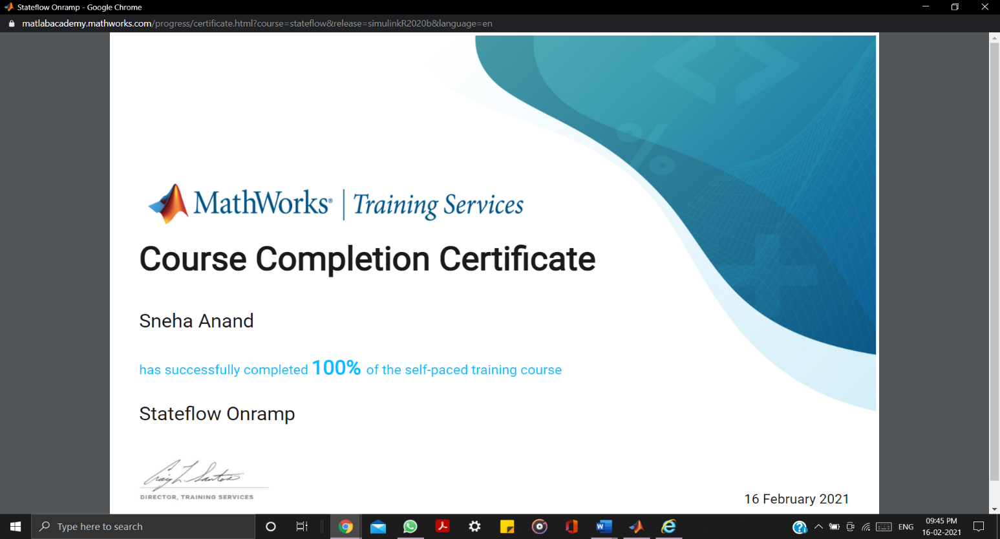 Stateflow Onramp - Google Chrome
matlabacademy.mathworks.com/progress/certificate.html?course=stateflow&release=simulinkR2020b&language=en
MathWorks® | Training Services
Course Completion Certificate
Sneha Anand
has successfully completed 100% of the self-paced training course
Stateflow Onramp
Craig L. Santos
DIRECTOR, TRAINING SERVICES
16 February 2021
Type here to search
ENG
09:45 PM
16-02-2021